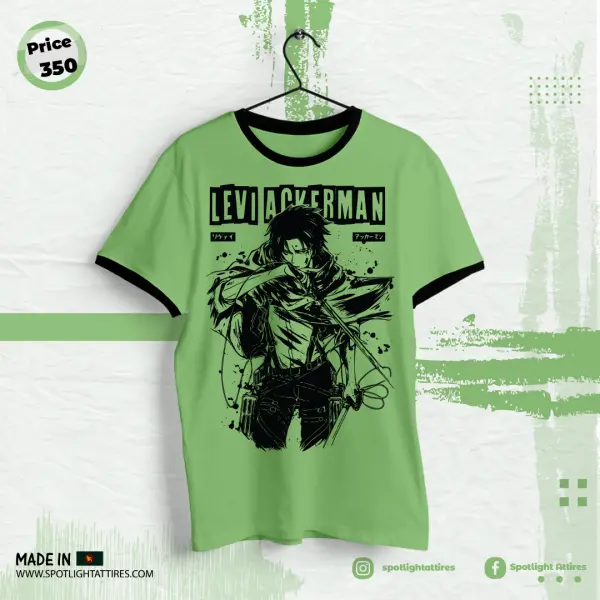 Price
350
LEVI ACKERMAN
リヴァイ
アッカーマン
MADE IN
WWW.SPOTLIGHTATTIRES.COM
spotlightattires
Spotlight Attires